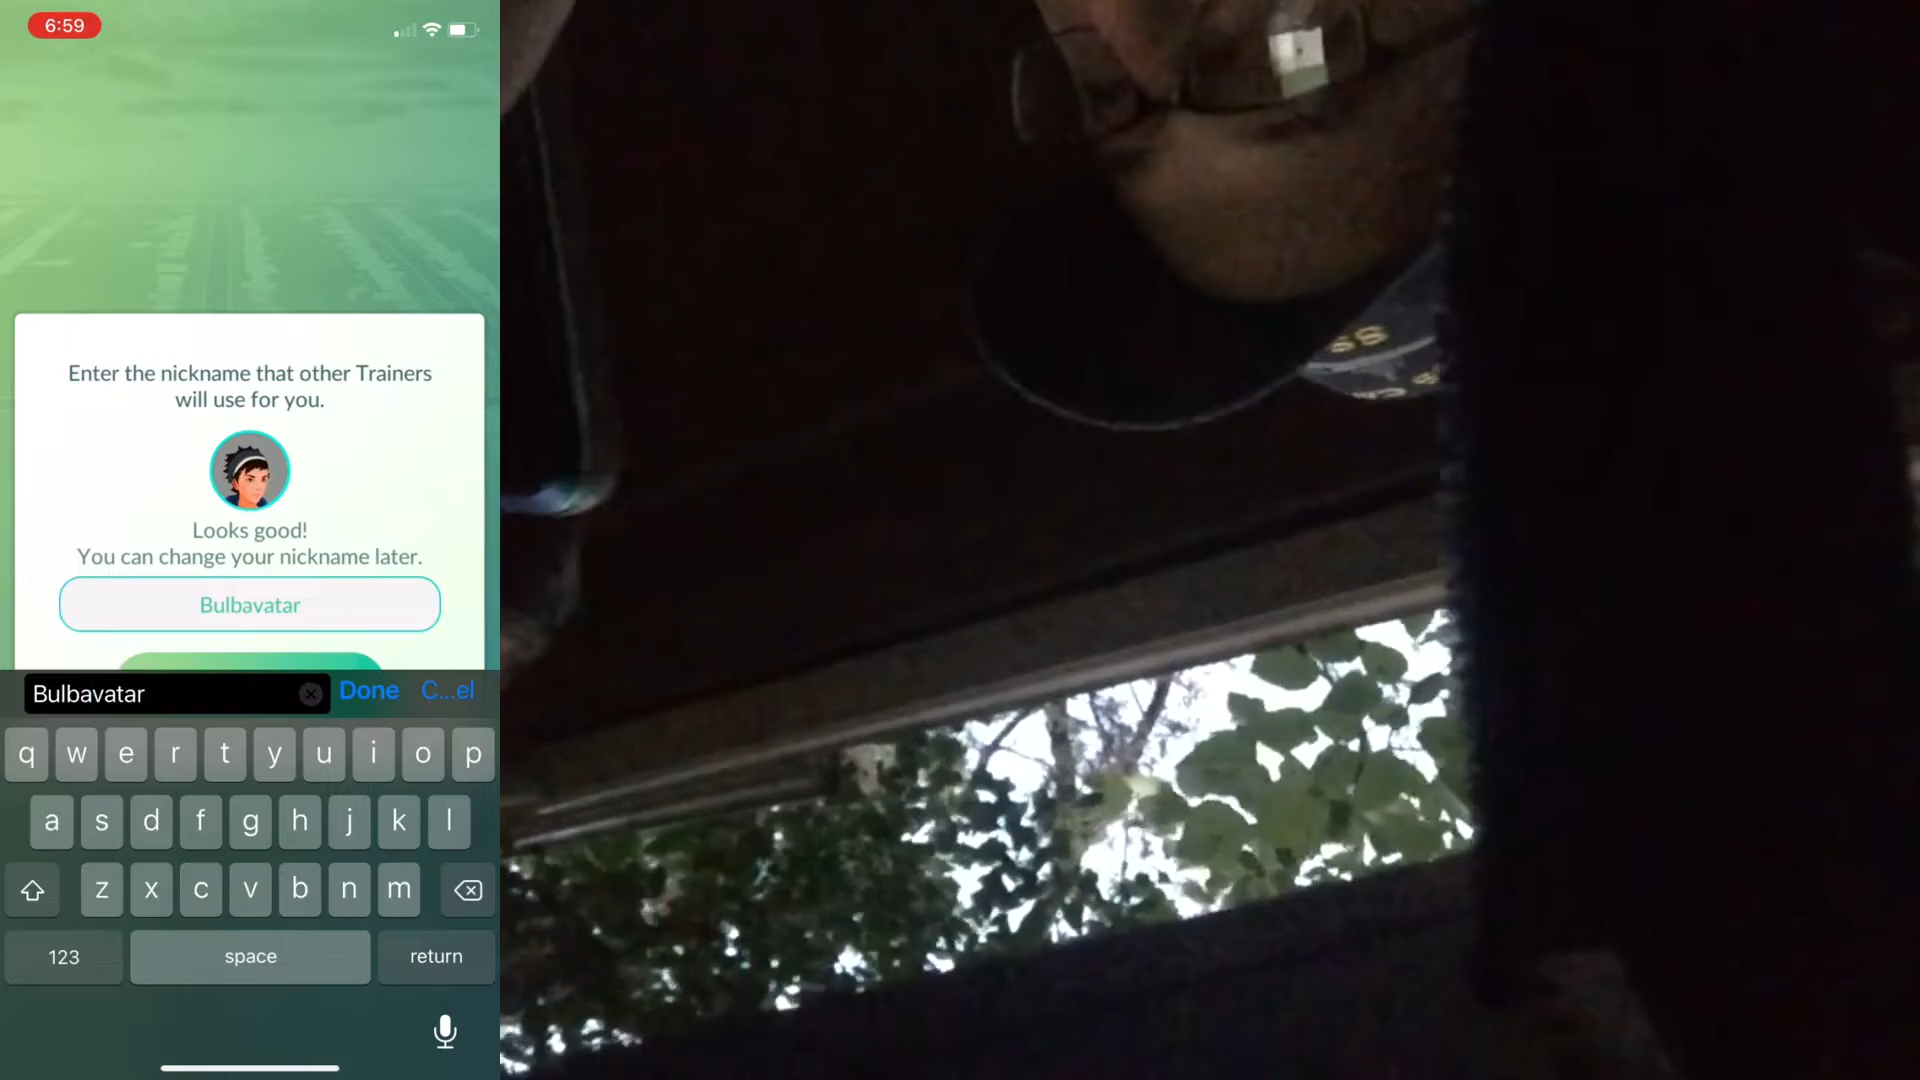 6:59
Enter the nickname that other Trainers
will use for you.
Looks good!
You can change your nickname later.
Bulbavatar
Bulbavatar Done C...el
q w e r t y u i o p
a s d f g h j k l
z x c v b n m
123 space return